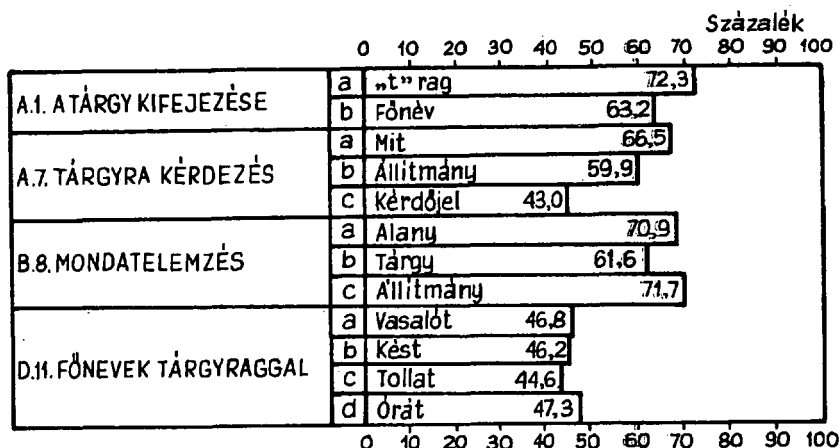 Százalék
0 10 20 30 40 50 60 70 80 90 100
A.1. A TÁRGY KIFEJEZÉSE
a „t” rag 72,3
b Főnév 63,2
A.7. TÁRGYRA KÉRDEZÉS
a Mit 66,5
b Állítmány 59,9
c Kérdőjel 43,0
B.8. MONDATELEMZÉS
a Alany 70,9
b Tárgy 61,6
c Állítmány 71,7
D.11. FŐNEVEK TÁRGYRAGGAL
a Vasalót 46,8
b Kést 46,2
c Tollat 44,6
d Órát 47,3
0 10 20 30 40 50 60 70 80 90 100